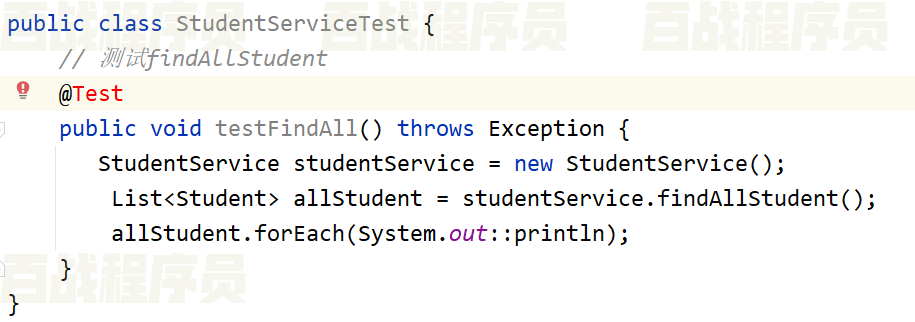 public class StudentServiceTest {
// 测试findAllStudent
@Test
public void testFindAll() throws Exception {
StudentService studentService = new StudentService();
List<Student> allStudent = studentService.findAllStudent();
allStudent.forEach(System.out::println);
}
}
百战程序员
百战程序员
百战程序员